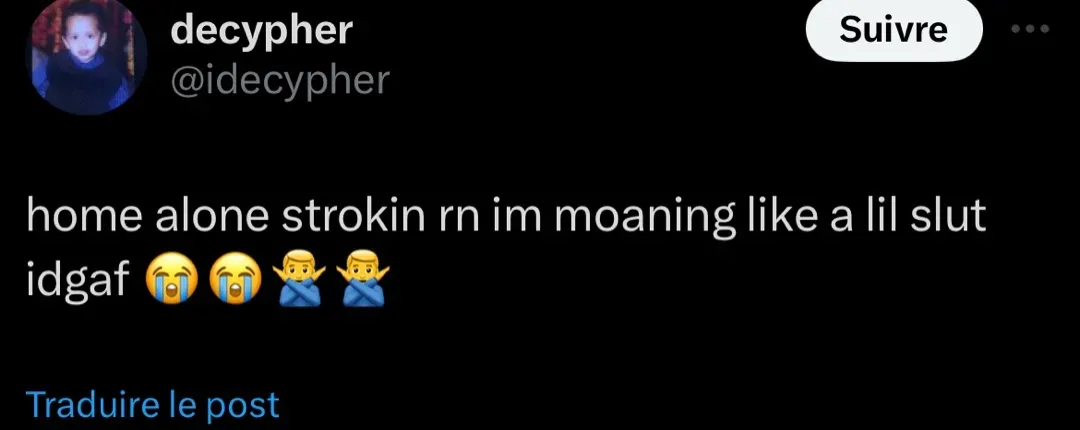 decypher
Suivre
@idecypher
home alone strokin rn im moaning like a lil slut
idgaf 😭😭🙅‍♂️🙅‍♂️
Traduire le post